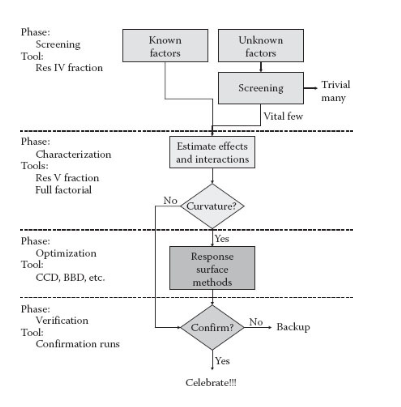 Phase:
Screening
Tool:
Res IV fraction
Known
factors
Unknown
factors
Screening
Trivial
many
Vital few
Phase:
Characterization
Tools:
Res V fraction
Full factorial
Estimate effects
and interactions
No
Curvature?
Yes
Phase:
Optimization
Tool:
CCD, BBD, etc.
Response
surface
methods
Phase:
Verification
Tool:
Confirmation runs
Confirm?
No
Backup
Yes
Celebrate!!!